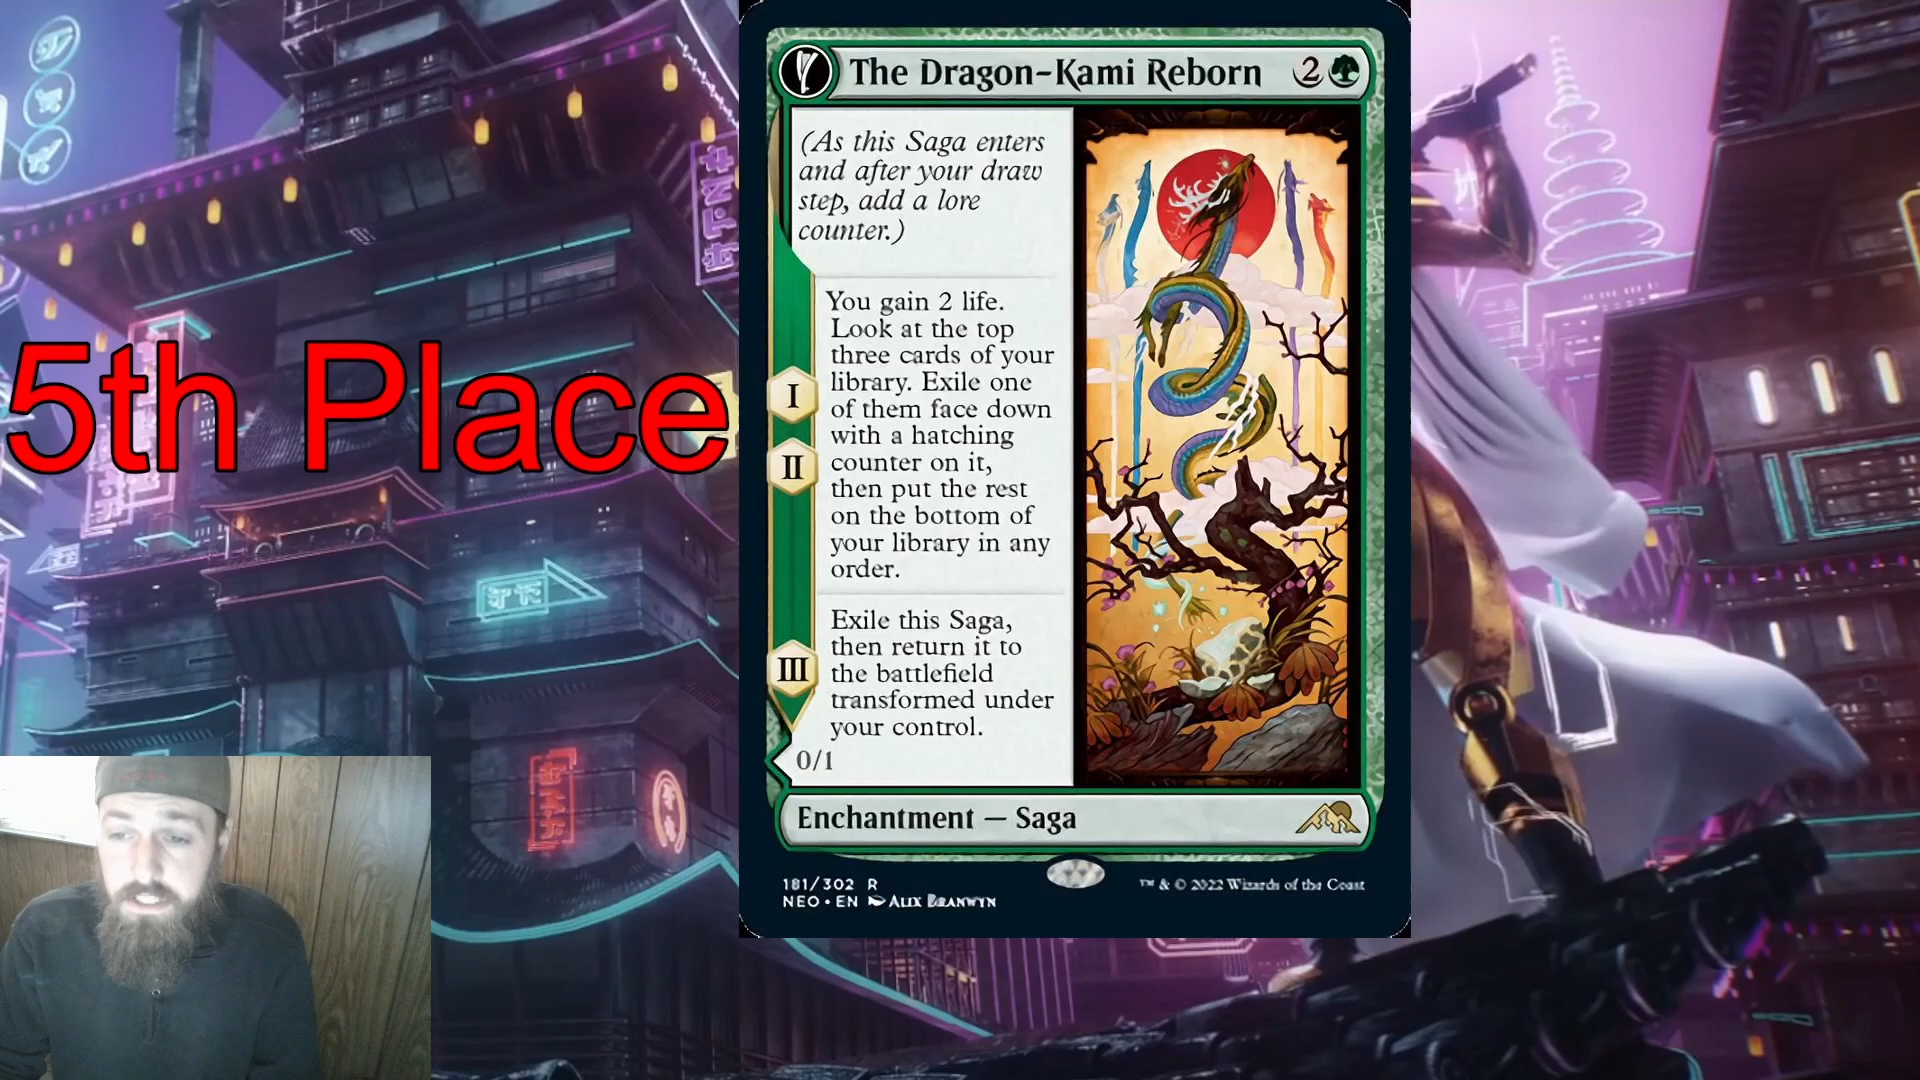 5th Place
The Dragon-Kami Reborn 2
(As this Saga enters
and after your draw
step, add a lore
counter.)
I
II
You gain 2 life.
Look at the top
three cards of your
library. Exile one
of them face down
with a hatching
counter on it,
then put the rest
on the bottom of
your library in any
order.
III
Exile this Saga,
then return it to
the battlefield
transformed under
your control.
0/1
Enchantment — Saga
181/302 R
NEO • EN Alix Branwyn
™ & © 2022 Wizards of the Coast